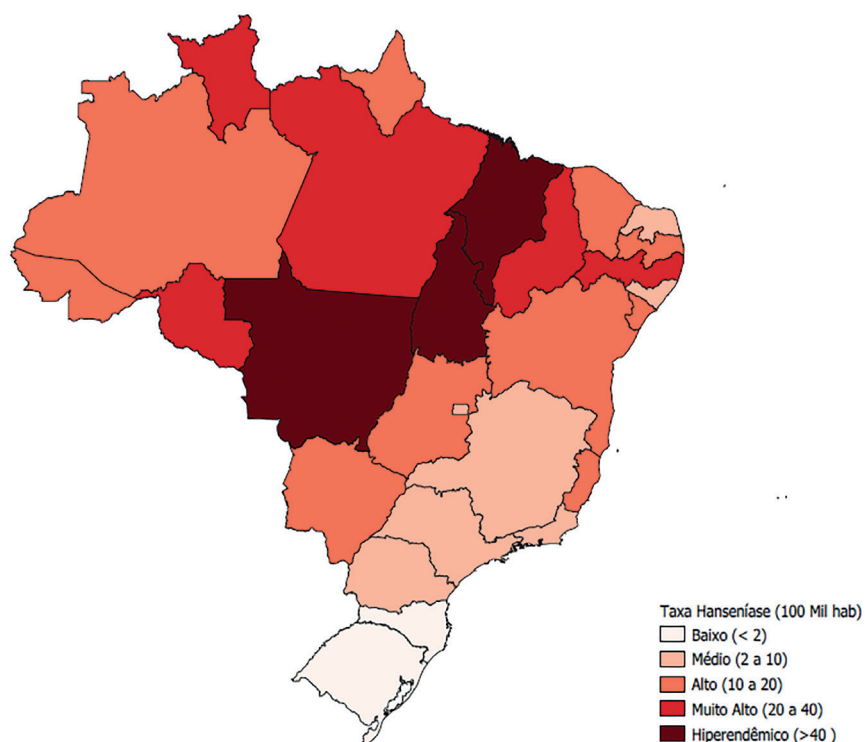 Taxa Hanseníase (100 Mil hab)
Baixo (< 2)
Médio (2 a 10)
Alto (10 a 20)
Muito Alto (20 a 40)
Hiperendêmico (>40 )